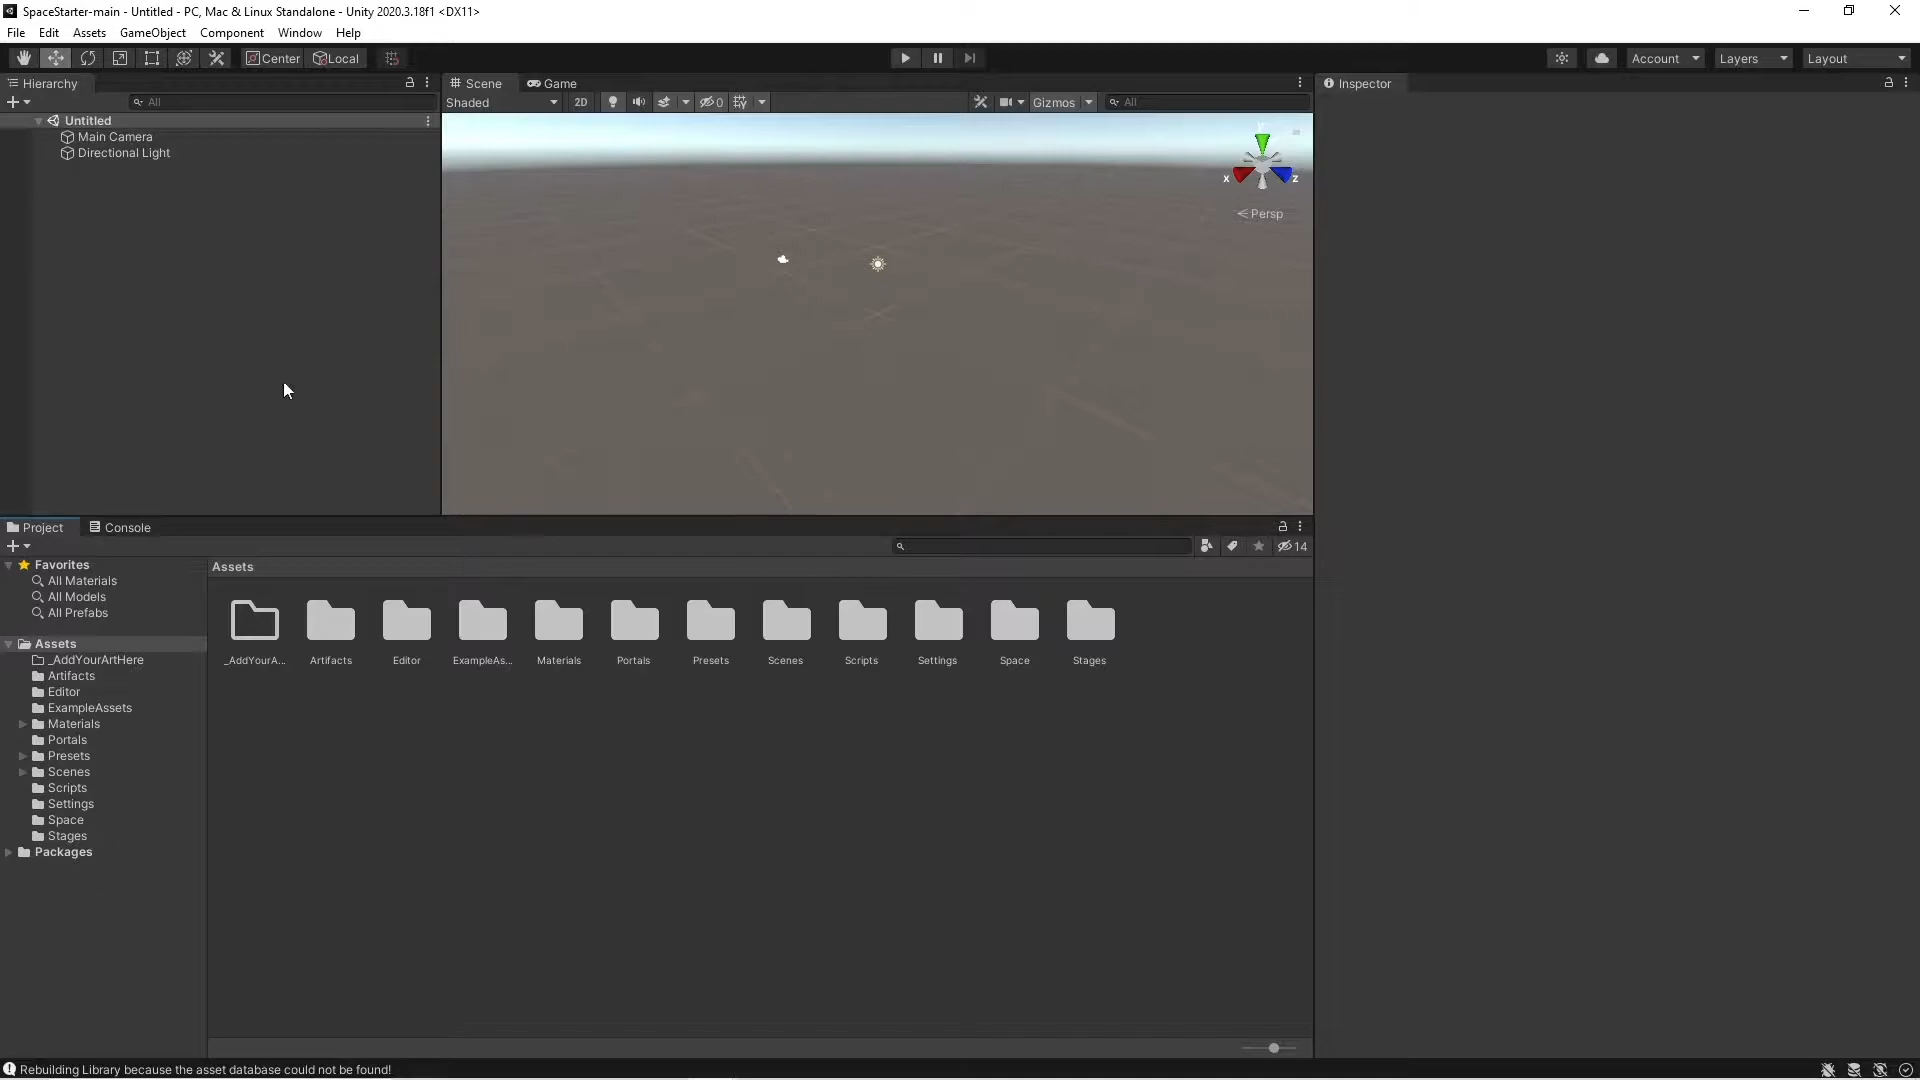 SpaceStarter-main - Untitled - PC, Mac & Linux Standalone - Unity 2020.3.18f1 <DX11>
File Edit Assets GameObject Component Window Help
Center Local Account Layers Layout
Hierarchy
All
Untitled
Main Camera
Directional Light
Scene Game
Shaded 2D 0 Gizmos All
x z
Persp
Inspector
Project Console
14
Favorites
All Materials
All Models
All Prefabs
Assets
_AddYourArtHere
Artifacts
Editor
ExampleAssets
Materials
Portals
Presets
Scenes
Scripts
Settings
Space
Stages
Packages
Assets
_AddYourA... Artifacts Editor ExampleAs... Materials Portals Presets Scenes Scripts Settings Space Stages
Rebuilding Library because the asset database could not be found!